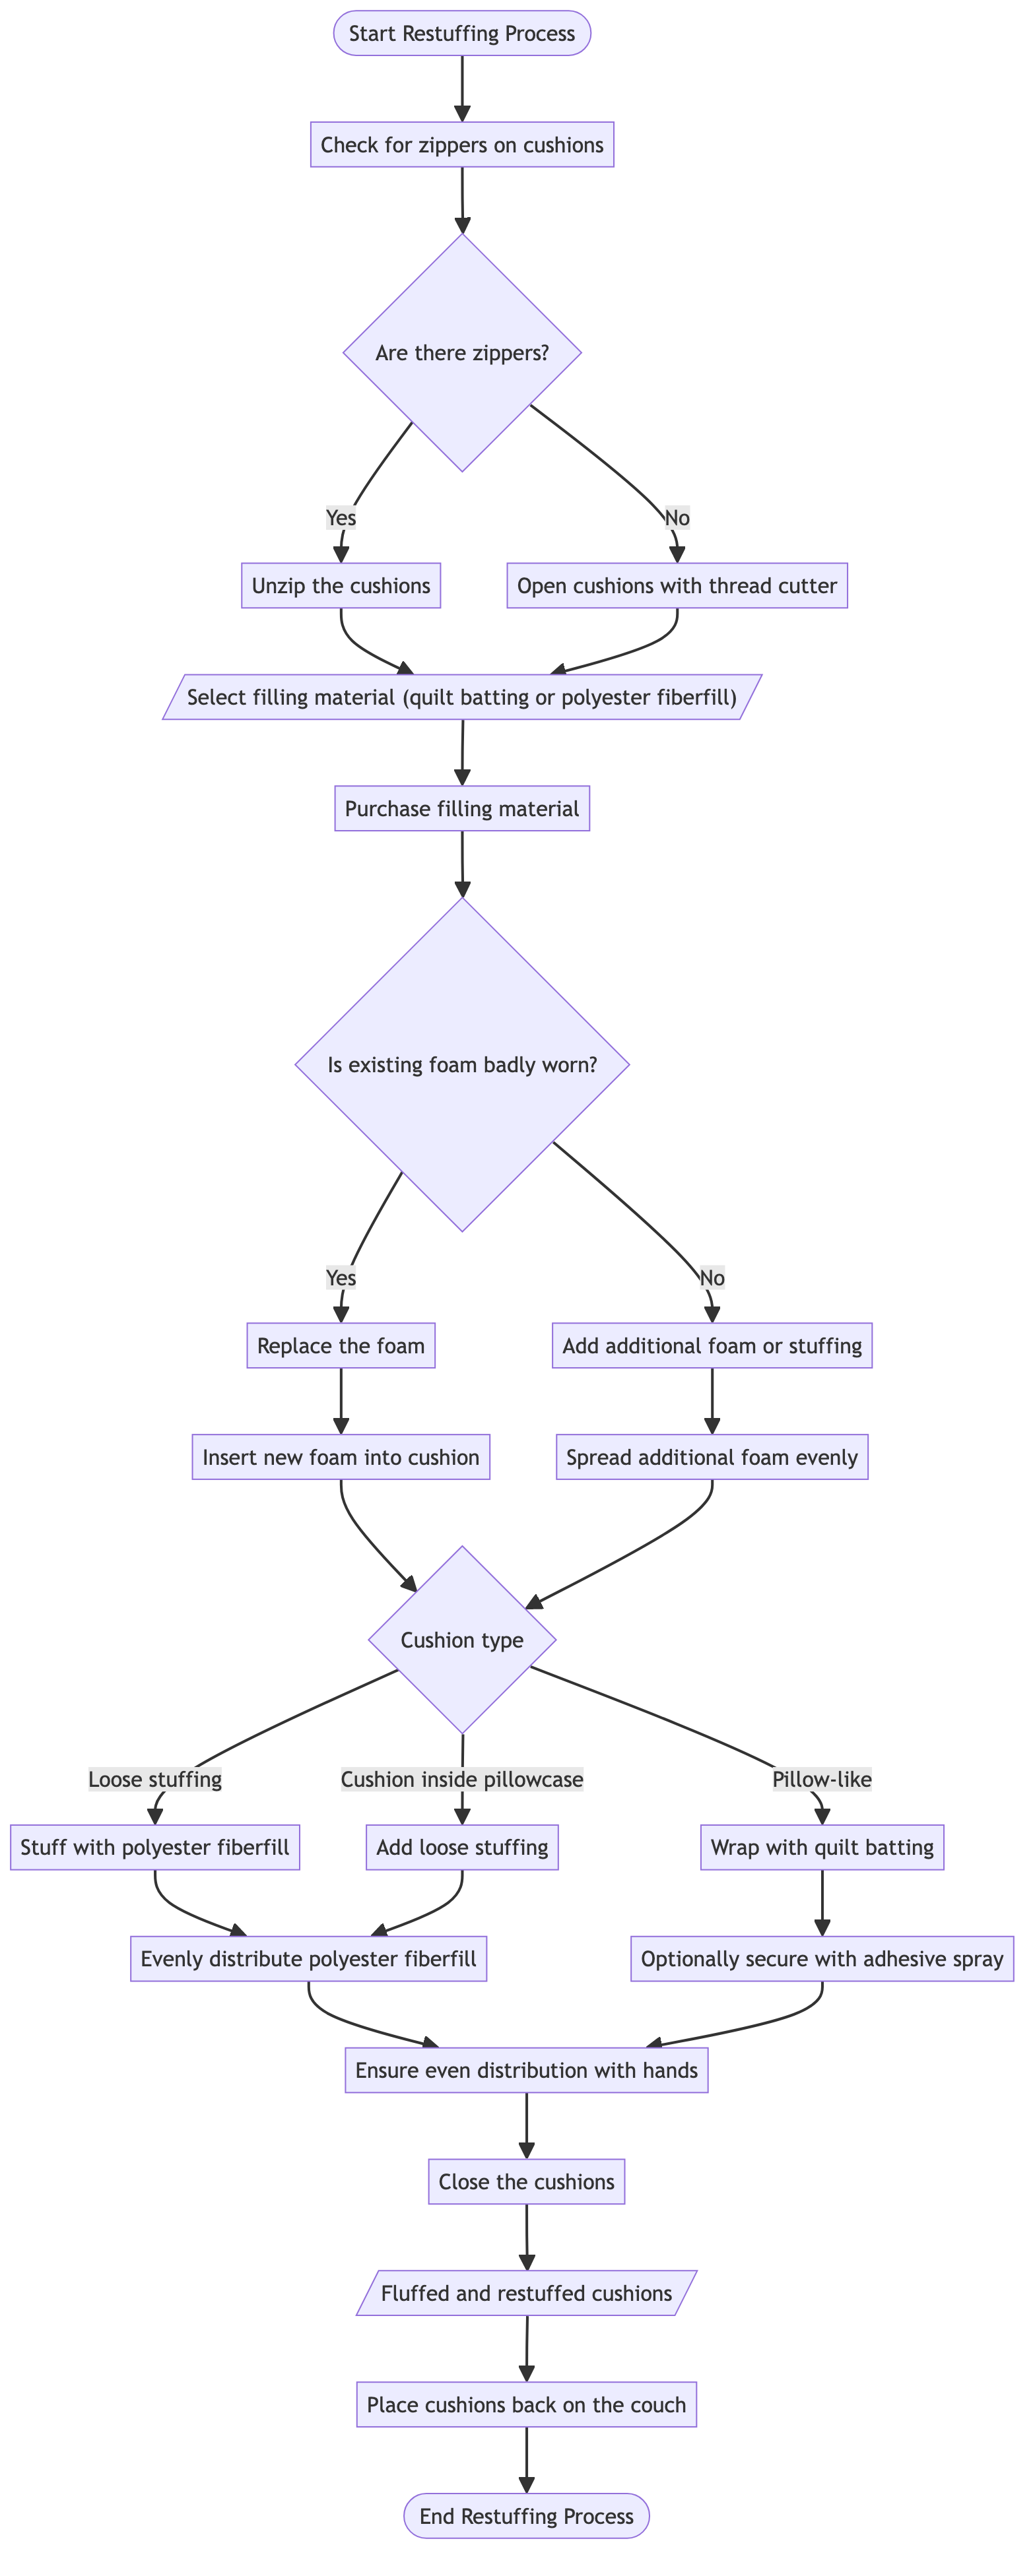 Start Restuffing Process
Check for zippers on cushions
Are there zippers?
Yes
No
Unzip the cushions
Open cushions with thread cutter
Select filling material (quilt batting or polyester fiberfill)
Purchase filling material
Is existing foam badly worn?
Yes
No
Replace the foam
Add additional foam or stuffing
Insert new foam into cushion
Spread additional foam evenly
Cushion type
Loose stuffing
Cushion inside pillowcase
Pillow-like
Stuff with polyester fiberfill
Add loose stuffing
Wrap with quilt batting
Evenly distribute polyester fiberfill
Optionally secure with adhesive spray
Ensure even distribution with hands
Close the cushions
Fluffed and restuffed cushions
Place cushions back on the couch
End Restuffing Process